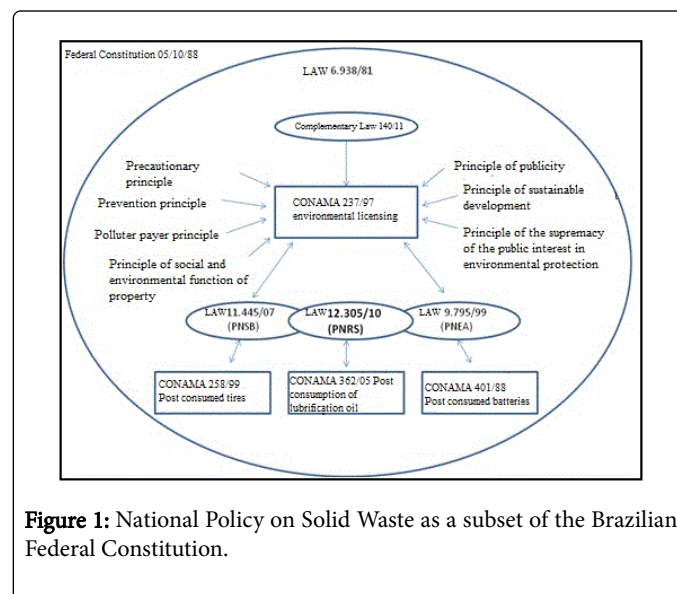 Federal Constitution 05/10/88
LAW 6.938/81
Complementary Law 140/11
Precautionary
principle
Prevention principle
Polluter payer principle
Principle of social and
environmental function of
property
CONAMA 237/97
environmental licensing
Principle of publicity
Principle of sustainable
development
Principle of the supremacy
of the public interest in
environmental protection
LAW11.445/07
(PNSB)
LAW12.305/10
(PNRS)
LAW 9.795/99
(PNEA)
CONAMA 258/99
Post consumed tires
CONAMA 362/05 Post
consumption of
lubrification oil
CONAMA 401/88
Post consumed batteries
Figure 1: National Policy on Solid Waste as a subset of the Brazilian
Federal Constitution.